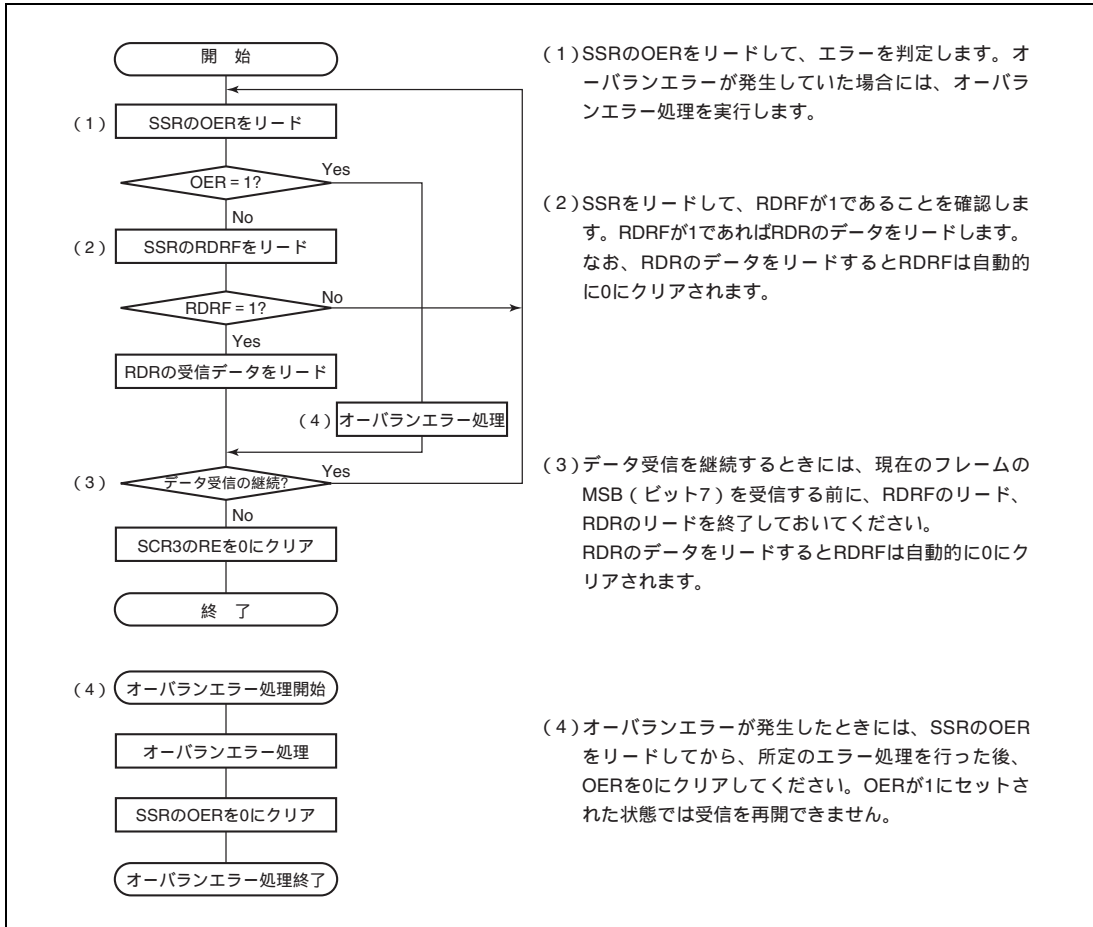 開　始
(1) SSRのOERをリード
OER = 1?
Yes
No
(2) SSRのRDRFをリード
RDRF = 1?
No
Yes
RDRの受信データをリード
(4) オーバランエラー処理
(3) データ受信の継続?
Yes
No
SCR3のREを0にクリア
終　了
(4) オーバランエラー処理開始
オーバランエラー処理
SSRのOERを0にクリア
オーバランエラー処理終了
(1)SSRのOERをリードして、エラーを判定します。オ
ーバランエラーが発生していた場合には、オーバラ
ンエラー処理を実行します。
(2)SSRをリードして、RDRFが1であることを確認しま
す。RDRFが1であればRDRのデータをリードします。
なお、RDRのデータをリードするとRDRFは自動的
に0にクリアされます。
(3)データ受信を継続するときには、現在のフレームの
MSB(ビット7)を受信する前に、RDRFのリード、
RDRのリードを終了しておいてください。
RDRのデータをリードするとRDRFは自動的に0にク
リアされます。
(4)オーバランエラーが発生したときには、SSRのOER
をリードしてから、所定のエラー処理を行った後、
OERを0にクリアしてください。OERが1にセットさ
れた状態では受信を再開できません。